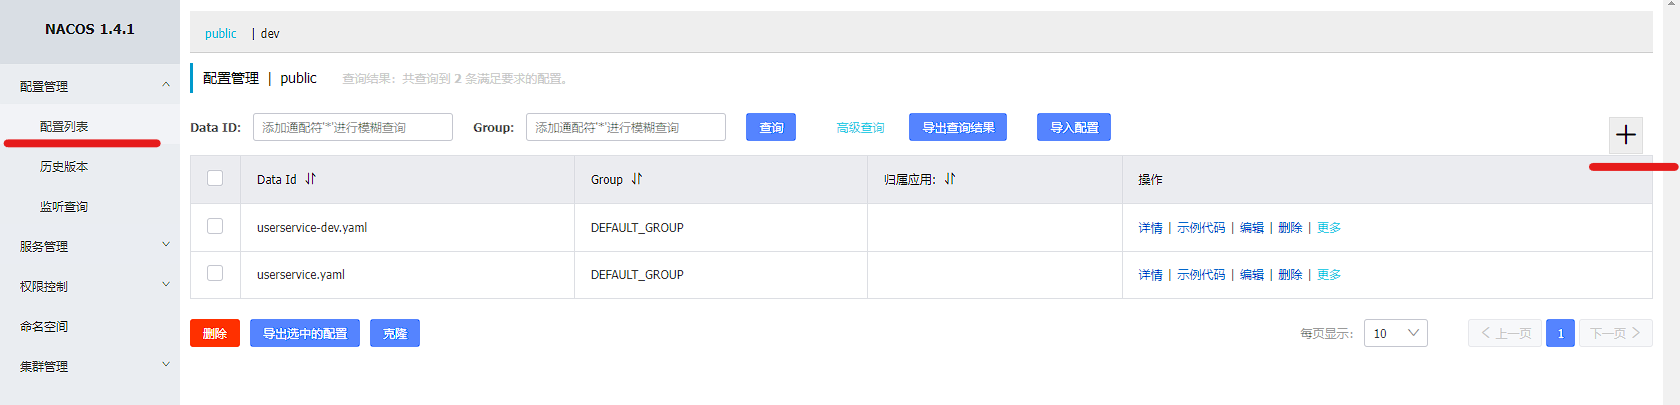 NACOS 1.4.1
配置管理
配置列表
历史版本
监听查询
服务管理
权限控制
命名空间
集群管理
public | dev
配置管理 | public 查询结果：共查询到 2 条满足要求的配置。
Data ID: 添加通配符'*'进行模糊查询 Group: 添加通配符'*'进行模糊查询 查询 高级查询 导出查询结果 导入配置
Data Id Group 归属应用: 操作
userservice-dev.yaml DEFAULT_GROUP 详情 | 示例代码 | 编辑 | 删除 | 更多
userservice.yaml DEFAULT_GROUP 详情 | 示例代码 | 编辑 | 删除 | 更多
删除 导出选中的配置 克隆 每页显示: 10 上一页 1 下一页